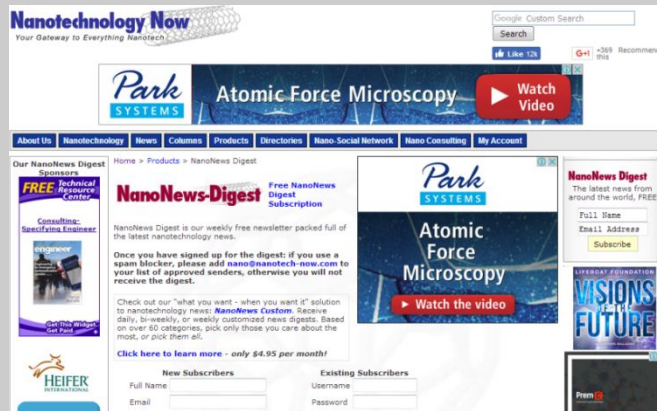 Nanotechnology Now
Your Gateway to Everything Nanotech
Google Custom Search
Search
Like 12k
G+1 +369 Recommend this
Park
SYSTEMS
Atomic Force Microscopy
Watch
Video
About Us Nanotechnology News Columns Products Directories Nano-Social Network Nano Consulting My Account
Our NanoNews Digest
Sponsors
FREE Technical
Resource
Center
Consulting-
Specifying Engineer
engineer
Get This Widget
Get Paid
HEIFER
INTERNATIONAL
Home > Products > NanoNews Digest
NanoNews-Digest
Free NanoNews
Digest
Subscription
NanoNews Digest is our weekly free newsletter packed full of
the latest nanotechnology news.
Once you have signed up for the digest: if you use a
spam blocker, please add nano@nanotech-now.com to
your list of approved senders, otherwise you will not
receive the digest.
Check out our "what you want - when you want it" solution
to nanotechnology news: NanoNews Custom. Receive
daily, bi-weekly, or weekly customized news digests. Based
on over 60 categories, pick only those you care about the
most, or pick them all.
Click here to learn more - only $4.95 per month!
New Subscribers
Full Name
Email
Existing Subscribers
Username
Password
Park
SYSTEMS
Atomic
Force
Microscopy
Watch the video
NanoNews Digest
The latest news from
around the world, FREE
Full Name
Email Address
Subscribe
LIFEBOAT FOUNDATION
VISIONS
OF THE
FUTURE
Prem